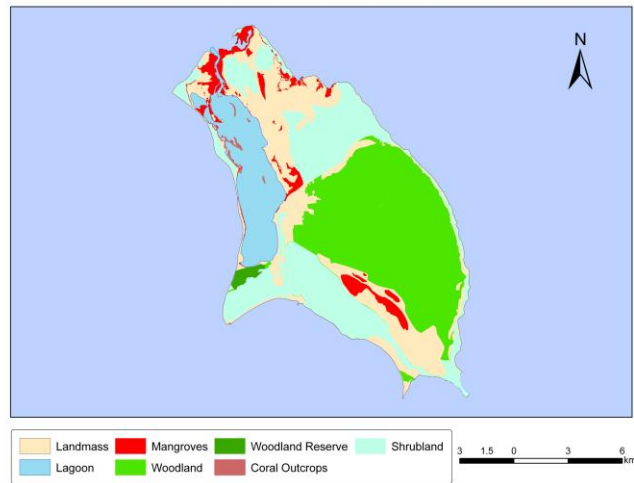 N
Landmass Mangroves Woodland Reserve Shrubland
Lagoon Woodland Coral Outcrops
3 1.5 0 3 6
km